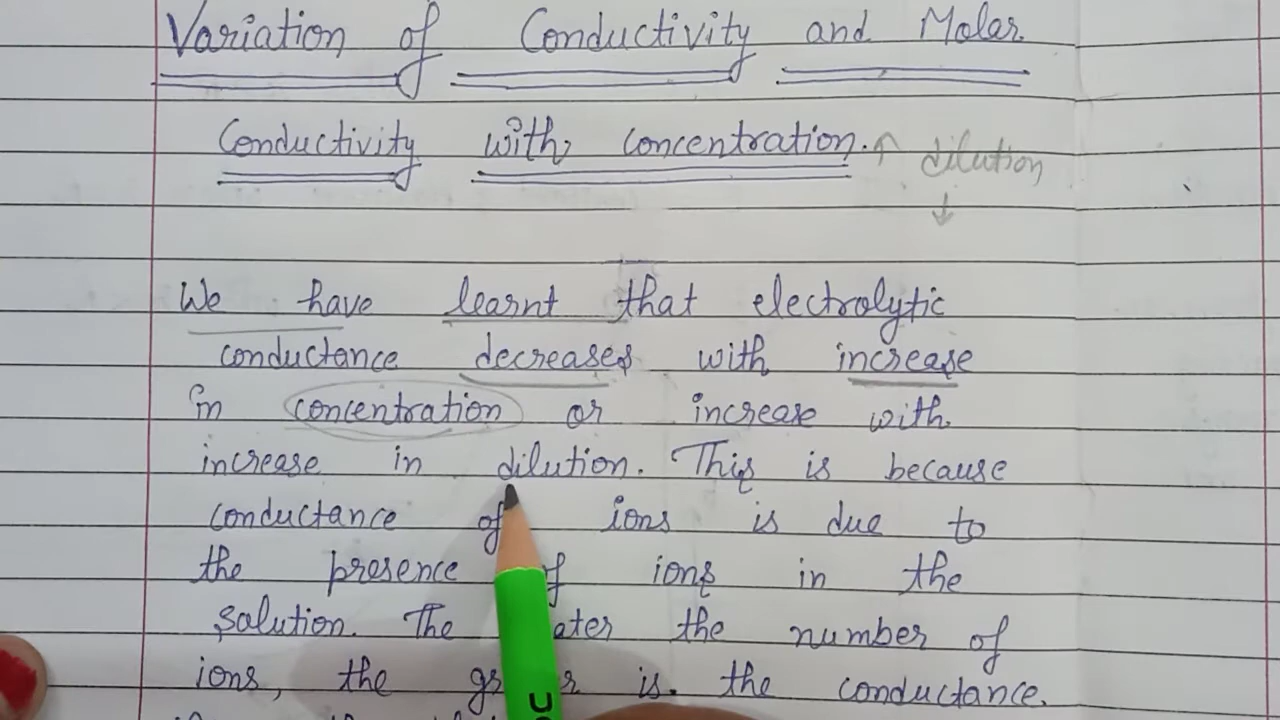 Variation of Conductivity and Molar
Conductivity with concentration. ↑ dilution
↓
We have learnt that electrolytic
conductance decreases with increase
in concentration or increase with
increase in dilution. This is because
conductance of ions is due to
the presence of ions in the
solution. The the number of
ions, the is the conductance.